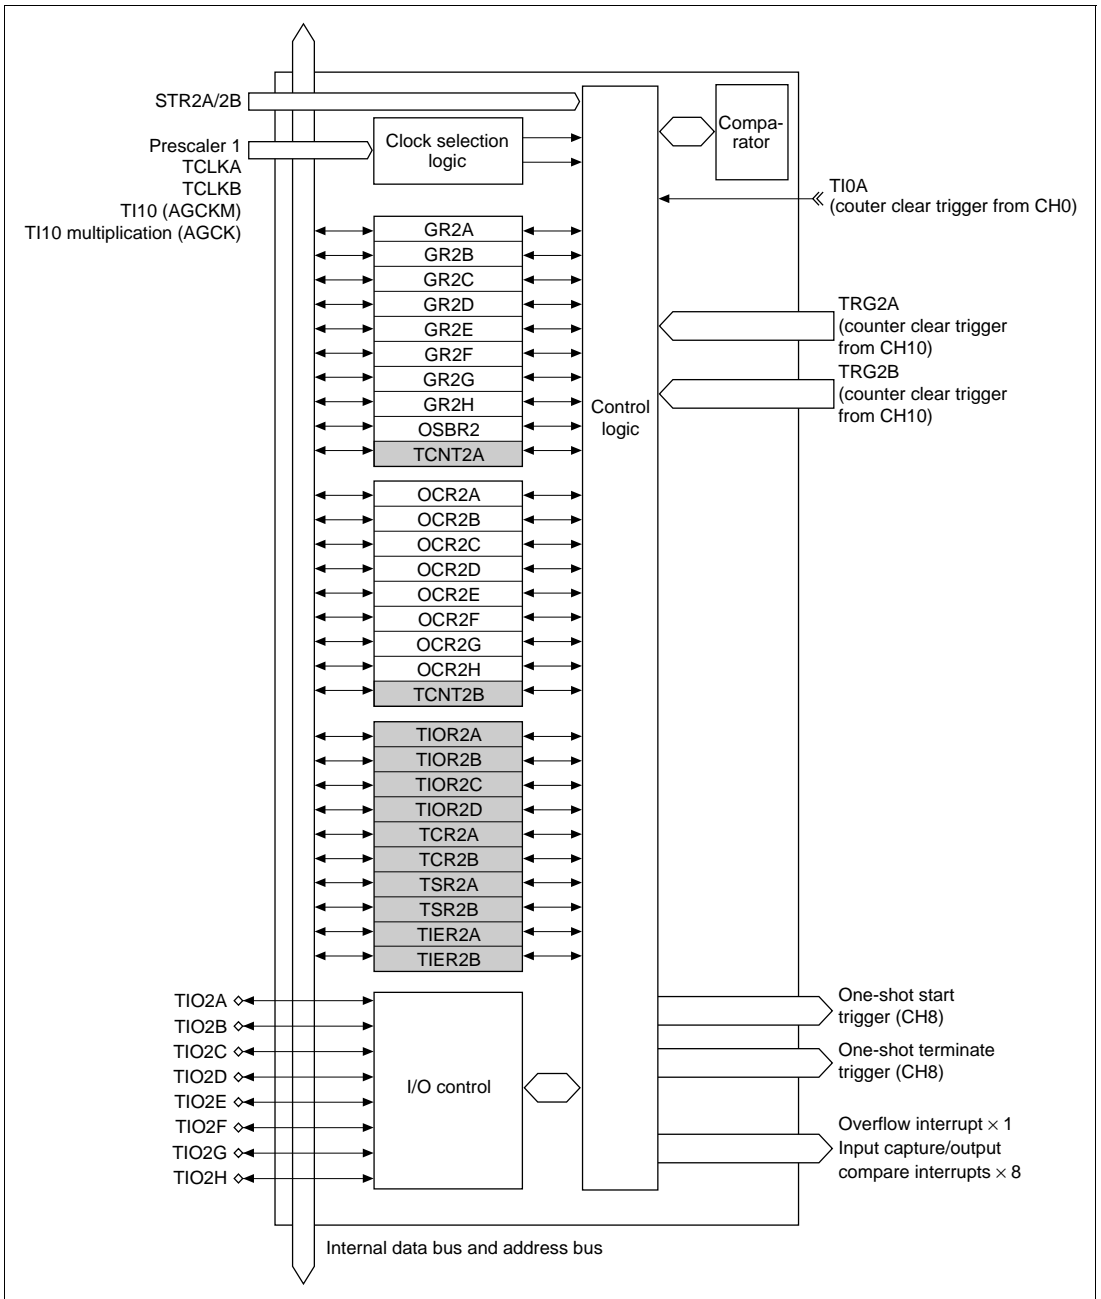 STR2A/2B
Prescaler 1
TCLKA
TCLKB
TI10 (AGCKM)
TI10 multiplication (AGCK)
Clock selection
logic
Compa-
rator
TI0A
(couter clear trigger from CH0)
GR2A
GR2B
GR2C
GR2D
GR2E
GR2F
GR2G
GR2H
OSBR2
TCNT2A
TRG2A
(counter clear trigger
from CH10)
TRG2B
(counter clear trigger
from CH10)
Control
logic
OCR2A
OCR2B
OCR2C
OCR2D
OCR2E
OCR2F
OCR2G
OCR2H
TCNT2B
TIOR2A
TIOR2B
TIOR2C
TIOR2D
TCR2A
TCR2B
TSR2A
TSR2B
TIER2A
TIER2B
TIO2A
TIO2B
TIO2C
TIO2D
TIO2E
TIO2F
TIO2G
TIO2H
I/O control
One-shot start
trigger (CH8)
One-shot terminate
trigger (CH8)
Overflow interrupt × 1
Input capture/output
compare interrupts × 8
Internal data bus and address bus